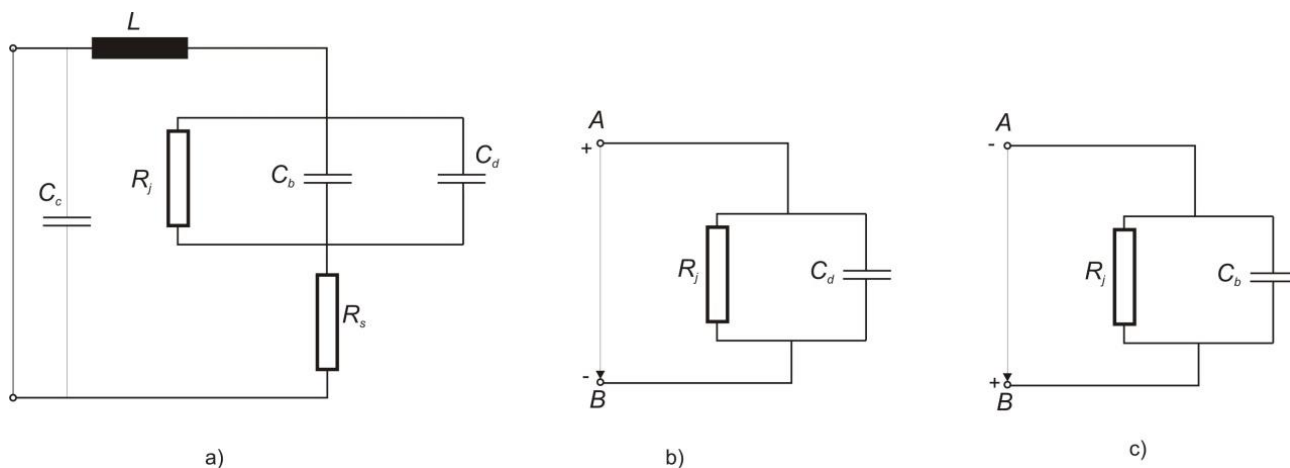 L
C_c
R_j
C_b
C_d
R_s
a)
A
+
R_j
C_d
-
B
b)
A
-
R_j
C_b
+
B
c)